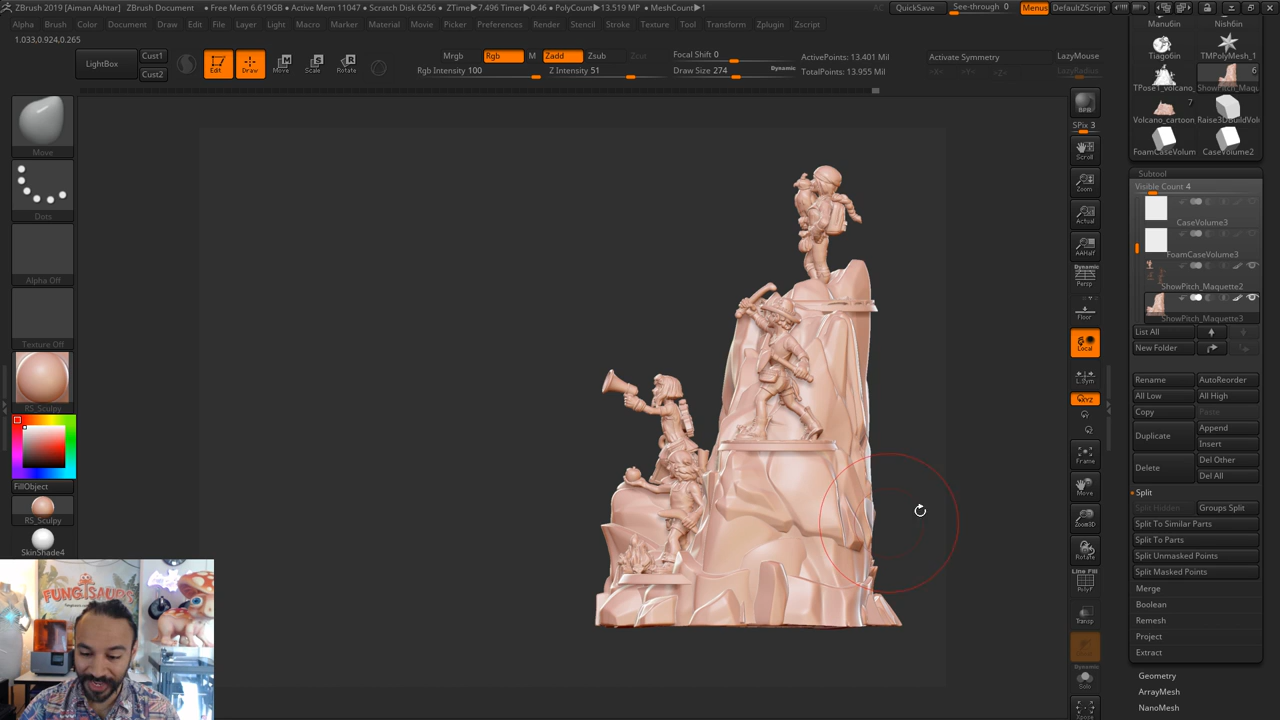 ZBrush 2019 [Aiman Akhtar] ZBrush Document • Free Mem 6.619GB • Active Mem 11047 • Scratch Disk 6256 • ZTime▶7.496 Timer▶0.46 • PolyCount▶13.519 MP • MeshCount▶1 AC QuickSave See-through 0 Menus DefaultZScript
Alpha Brush Color Document Draw Edit File Layer Light Macro Marker Material Movie Picker Preferences Render Stencil Stroke Texture Tool Transform Zplugin Zscript
1.033,0.924,0.265
LightBox
Cust1
Cust2
Edit
Draw
Move
Scale
Rotate
Mrgb Rgb M Zadd Zsub Zcut
Rgb Intensity 100 Z Intensity 51
Focal Shift 0
Draw Size 274 Dynamic
ActivePoints: 13.401 Mil
TotalPoints: 13.955 Mil
Activate Symmetry
>X< >Y< >Z<
LazyMouse
LazyRadius
Move
Dots
Alpha Off
Texture Off
RS_Sculpy
FillObject
RS_Sculpy
SkinShade4
FUNGISAURS
BPR
SPix 3
Scroll
Zoom
Actual
AAHalf
Dynamic
Persp
Floor
Local
L.Sym
XYZ
Frame
Move
Zoom3D
Rotate
Line Fill
PolyF
Transp
Dynamic
Solo
Xpose
Manu6in Nish6in
Tiago6in TMPolyMesh_1
6
TPose1_volcano_ ShowPitch_Maqu
7
Volcano_cartoon Raise3DBuildVol
FoamCaseVolum CaseVolume2
Subtool
Visible Count 4
CaseVolume3
FoamCaseVolume3
ShowPitch_Maquette2
ShowPitch_Maquette3
List All
New Folder
Rename AutoReorder
All Low All High
Copy Paste
Duplicate Append
Insert
Delete Del Other
Del All
Split
Split Hidden Groups Split
Split To Similar Parts
Split To Parts
Split Unmasked Points
Split Masked Points
Merge
Boolean
Remesh
Project
Extract
Geometry
ArrayMesh
NanoMesh